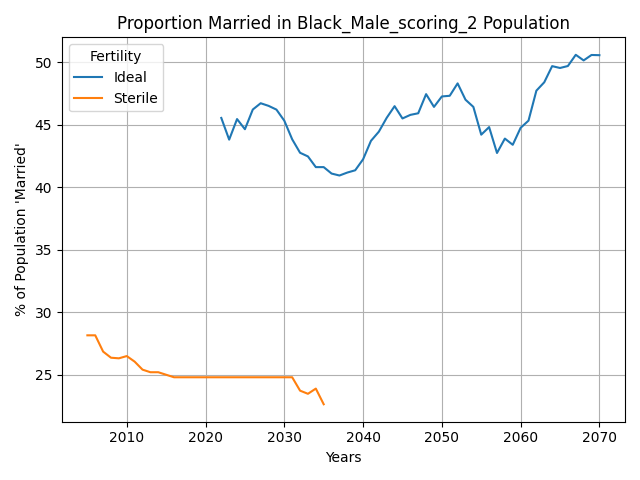 Proportion Married in Black_Male_scoring_2 Population
Fertility
Ideal
Sterile
% of Population 'Married'
50
45
40
35
30
25
2010
2020
2030
2040
2050
2060
2070
Years